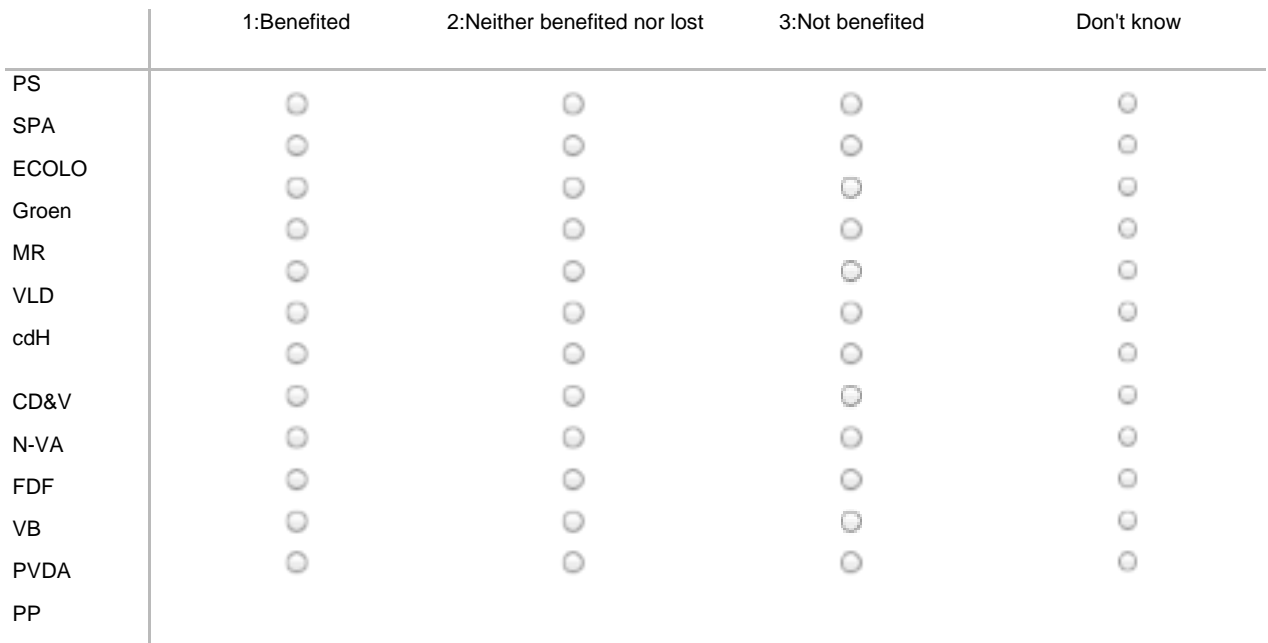 1:Benefited 2:Neither benefited nor lost 3:Not benefited Don't know
PS
SPA
ECOLO
Groen
MR
VLD
cdH
CD&V
N-VA
FDF
VB
PVDA
PP